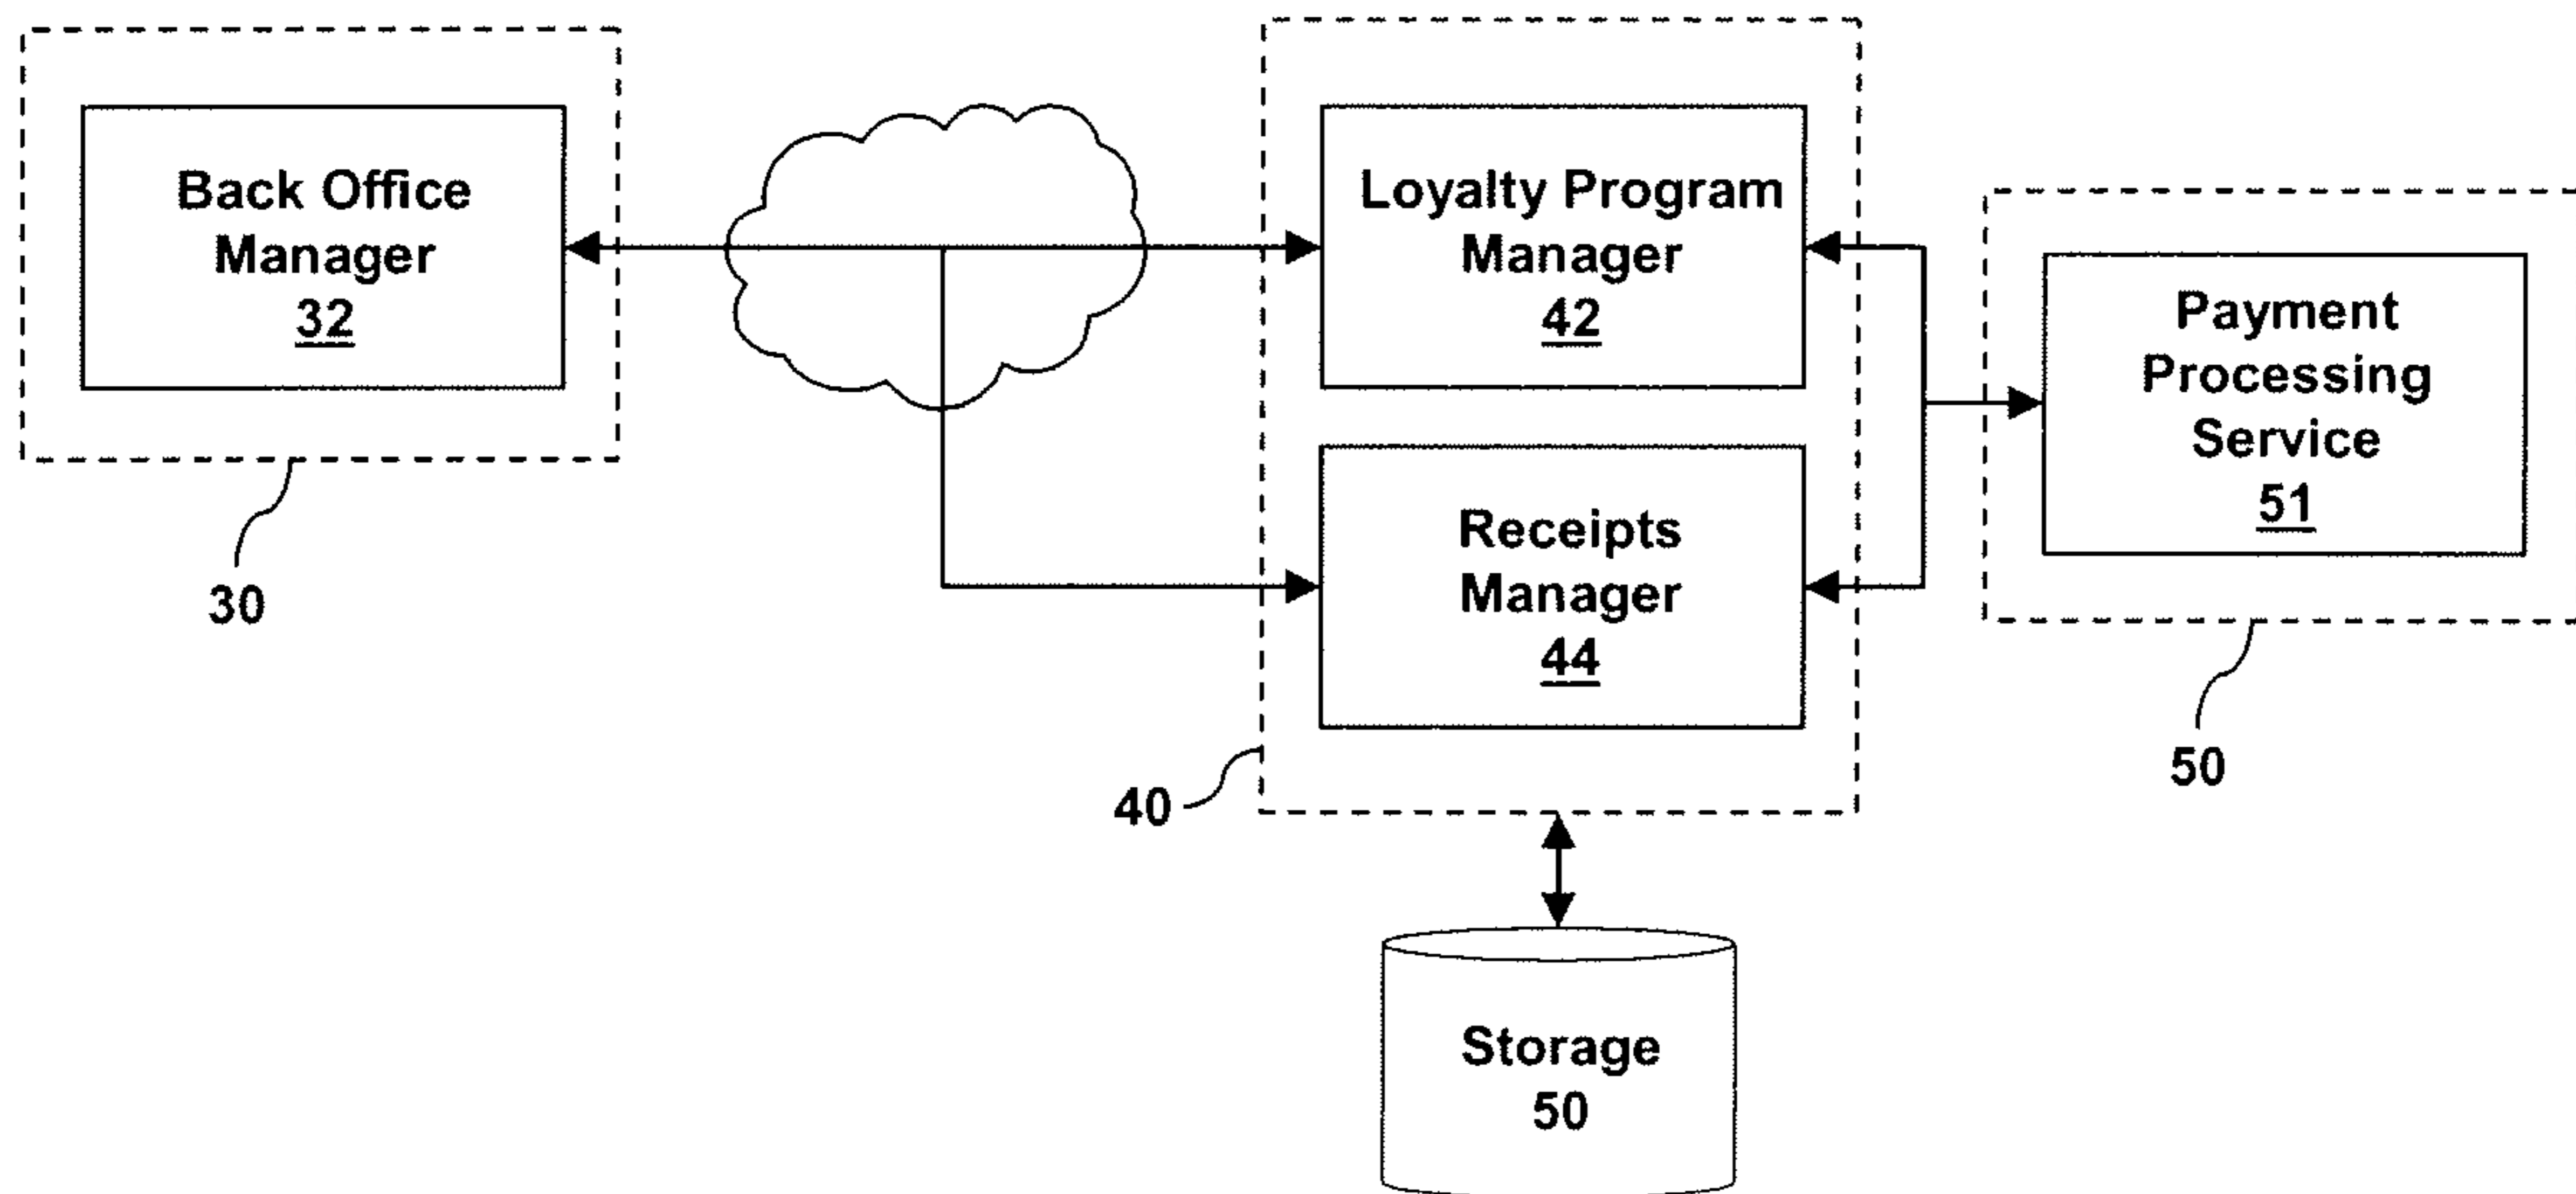 Back Office
Manager
32
30
Loyalty Program
Manager
42
Receipts
Manager
44
40
Payment
Processing
Service
51
50
Storage
50